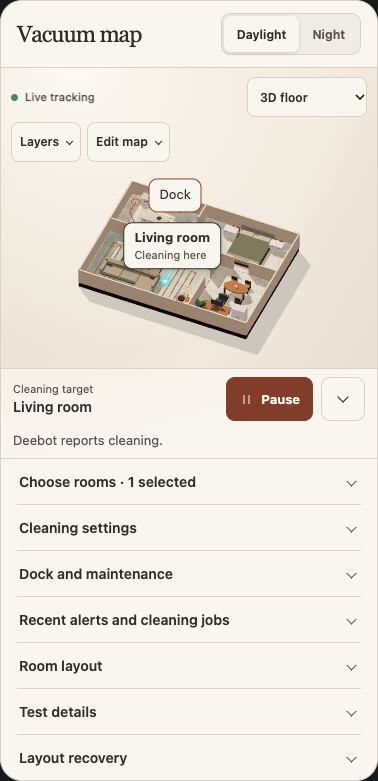 Vacuum map
Daylight
Night
Live tracking
3D floor
Layers
Edit map
Dock
Living room
Cleaning here
Cleaning target
Living room
Pause
Deebot reports cleaning.
Choose rooms · 1 selected
Cleaning settings
Dock and maintenance
Recent alerts and cleaning jobs
Room layout
Test details
Layout recovery